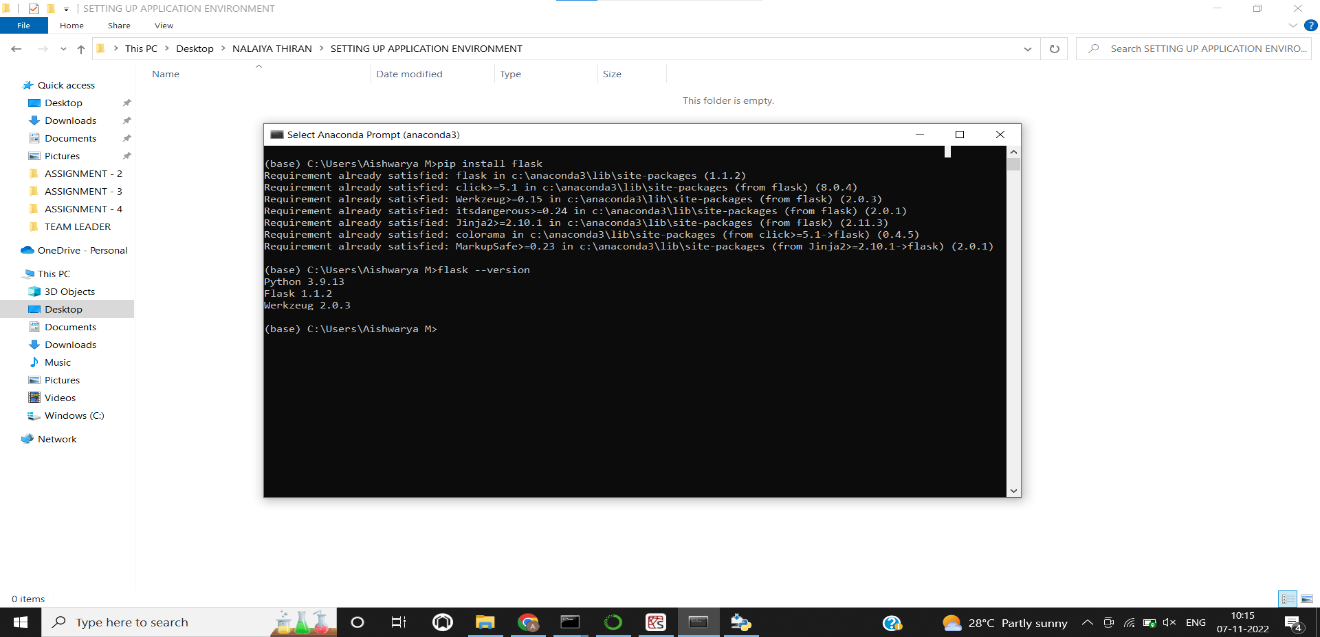 SETTING UP APPLICATION ENVIRONMENT
File Home Share View
This PC > Desktop > NALAIYA THIRAN > SETTING UP APPLICATION ENVIRONMENT
Search SETTING UP APPLICATION ENVIRO...
Name Date modified Type Size
This folder is empty.
Quick access
Desktop
Downloads
Documents
Pictures
ASSIGNMENT - 2
ASSIGNMENT - 3
ASSIGNMENT - 4
TEAM LEADER
OneDrive - Personal
This PC
3D Objects
Desktop
Documents
Downloads
Music
Pictures
Videos
Windows (C:)
Network
Select Anaconda Prompt (anaconda3)
(base) C:\Users\Aishwarya M>pip install flask
Requirement already satisfied: flask in c:\anaconda3\lib\site-packages (1.1.2)
Requirement already satisfied: click>=5.1 in c:\anaconda3\lib\site-packages (from flask) (8.0.4)
Requirement already satisfied: Werkzeug>=0.15 in c:\anaconda3\lib\site-packages (from flask) (2.0.3)
Requirement already satisfied: itsdangerous>=0.24 in c:\anaconda3\lib\site-packages (from flask) (2.0.1)
Requirement already satisfied: Jinja2>=2.10.1 in c:\anaconda3\lib\site-packages (from flask) (2.11.3)
Requirement already satisfied: colorama in c:\anaconda3\lib\site-packages (from click>=5.1->flask) (0.4.5)
Requirement already satisfied: MarkupSafe>=0.23 in c:\anaconda3\lib\site-packages (from Jinja2>=2.10.1->flask) (2.0.1)
(base) C:\Users\Aishwarya M>flask --version
Python 3.9.13
Flask 1.1.2
Werkzeug 2.0.3
(base) C:\Users\Aishwarya M>
0 items
Type here to search
28°C Partly sunny
ENG
10:15
07-11-2022
4